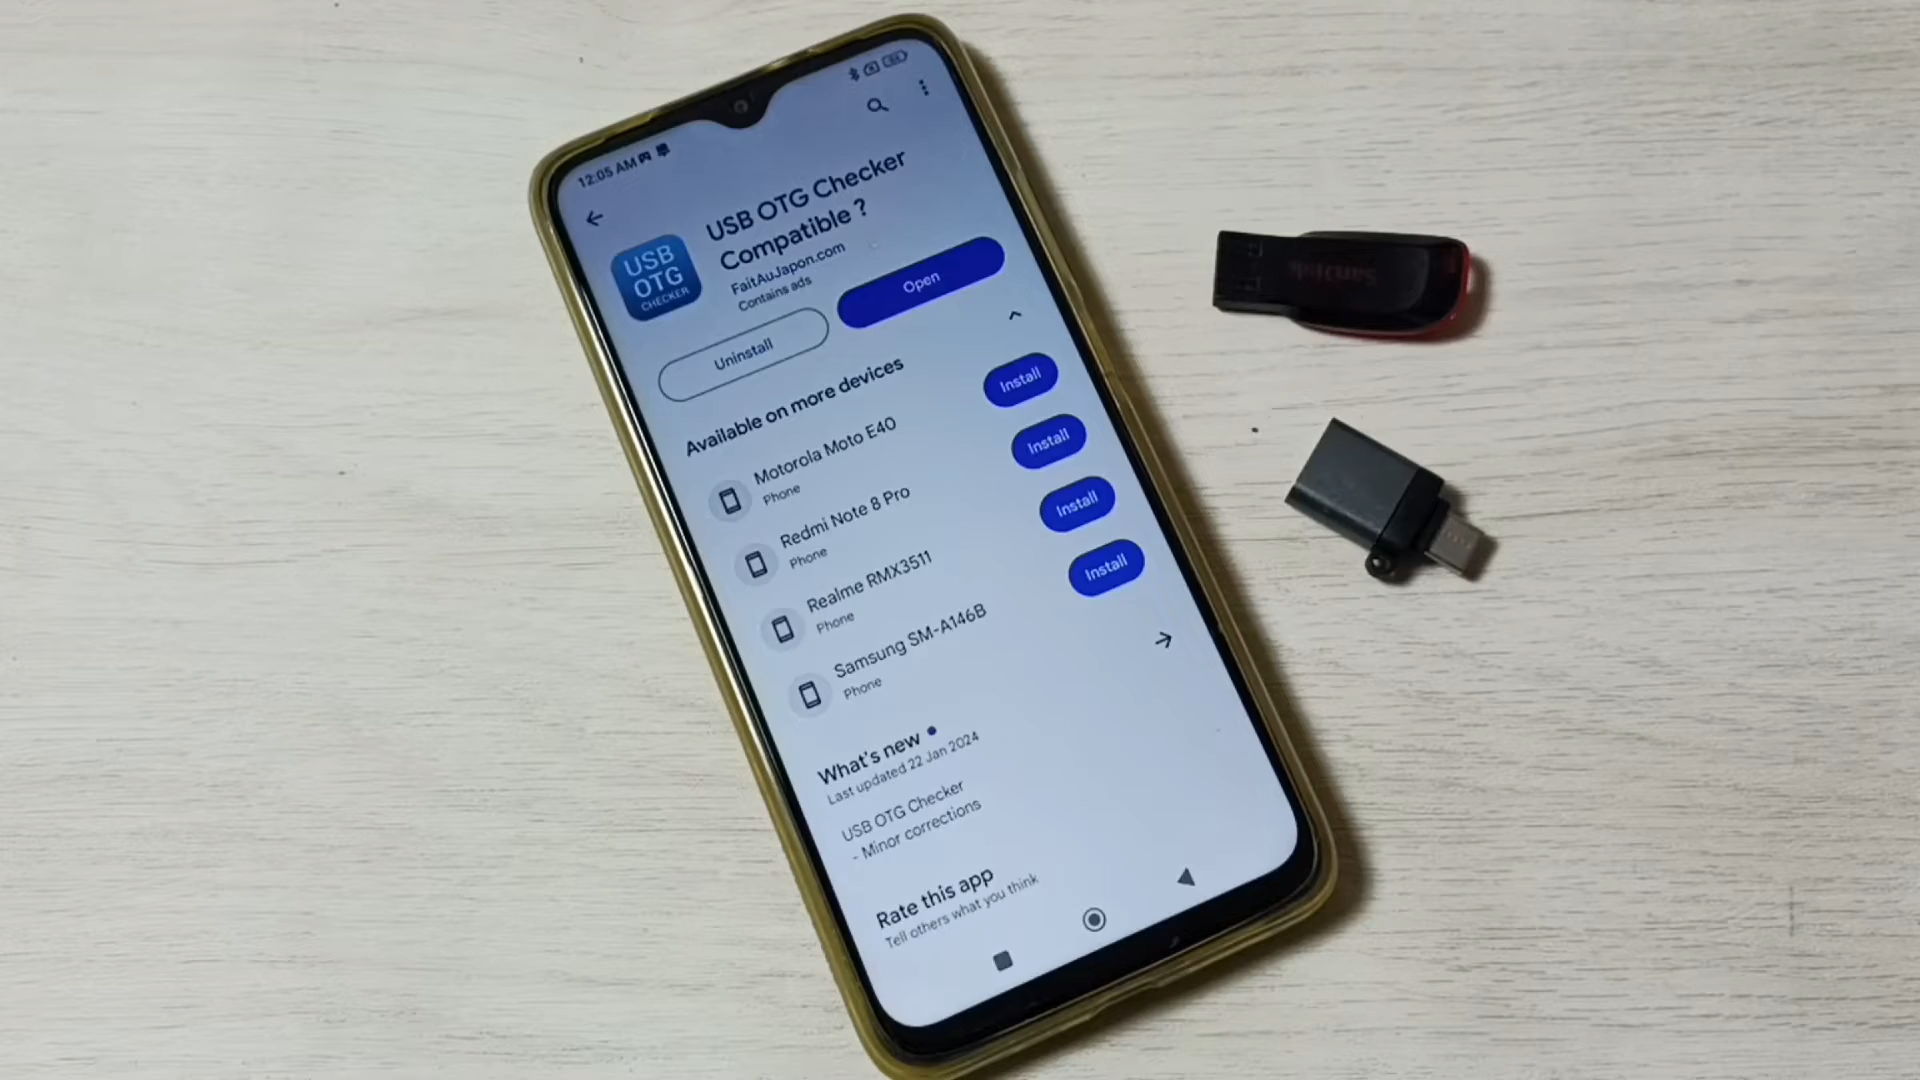 12:05 AM
USB OTG Checker
Compatible ?
FaitAuJapon.com
Contains ads
USB
OTG
CHECKER
Uninstall
Open
Available on more devices
Motorola Moto E40
Phone
Install
Redmi Note 8 Pro
Phone
Install
Realme RMX3511
Phone
Install
Samsung SM-A146B
Phone
Install
What's new
Last updated 22 Jan 2024
USB OTG Checker
- Minor corrections
Rate this app
Tell others what you think
SanDisk